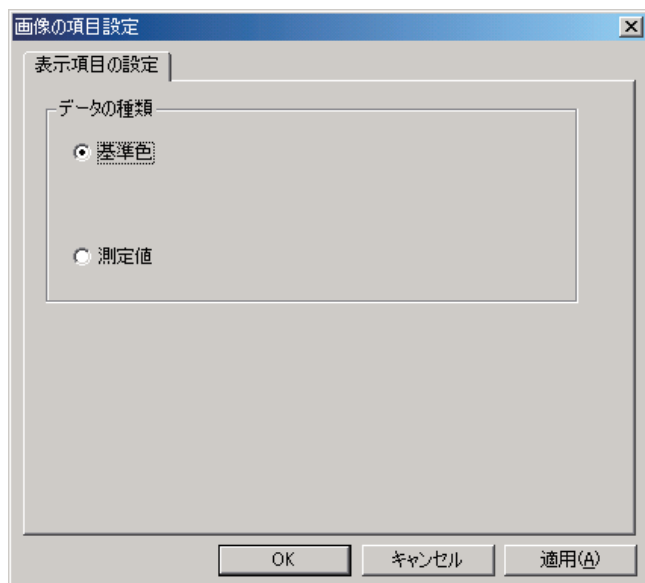 画像の項目設定
表示項目の設定
データの種類
基準色
測定値
OK キャンセル 適用(A)